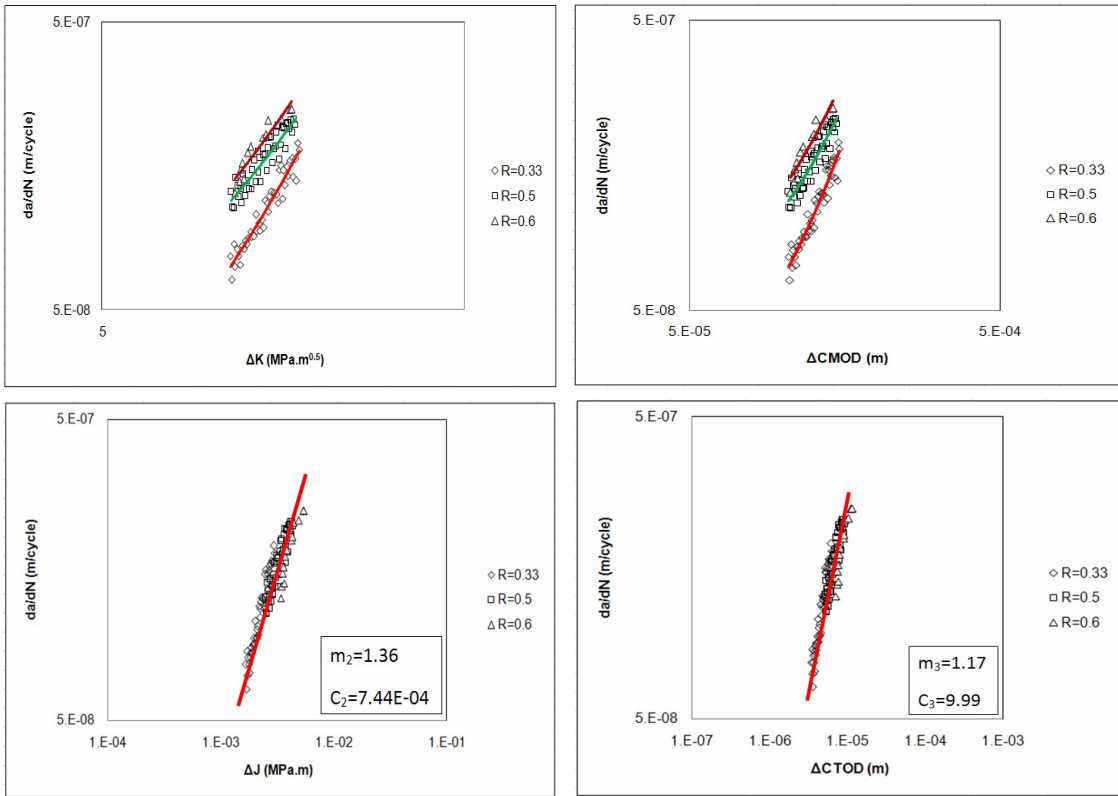 5.E-07
da/dN (m/cycle)
◇R=0.33
□R=0.5
△R=0.6
5.E-08
5
ΔK (MPa.m⁰·⁵)
5.E-07
da/dN (m/cycle)
◇R=0.33
□R=0.5
△R=0.6
5.E-08
5.E-05
5.E-04
ΔCMOD (m)
5.E-07
da/dN (m/cycle)
◇R=0.33
□R=0.5
△R=0.6
m₂=1.36
C₂=7.44E-04
5.E-08
1.E-04
1.E-03
1.E-02
1.E-01
ΔJ (MPa.m)
5.E-07
da/dN (m/cycle)
◇R=0.33
□R=0.5
△R=0.6
m₃=1.17
C₃=9.99
5.E-08
1.E-07
1.E-06
1.E-05
1.E-04
1.E-03
ΔCTOD (m)